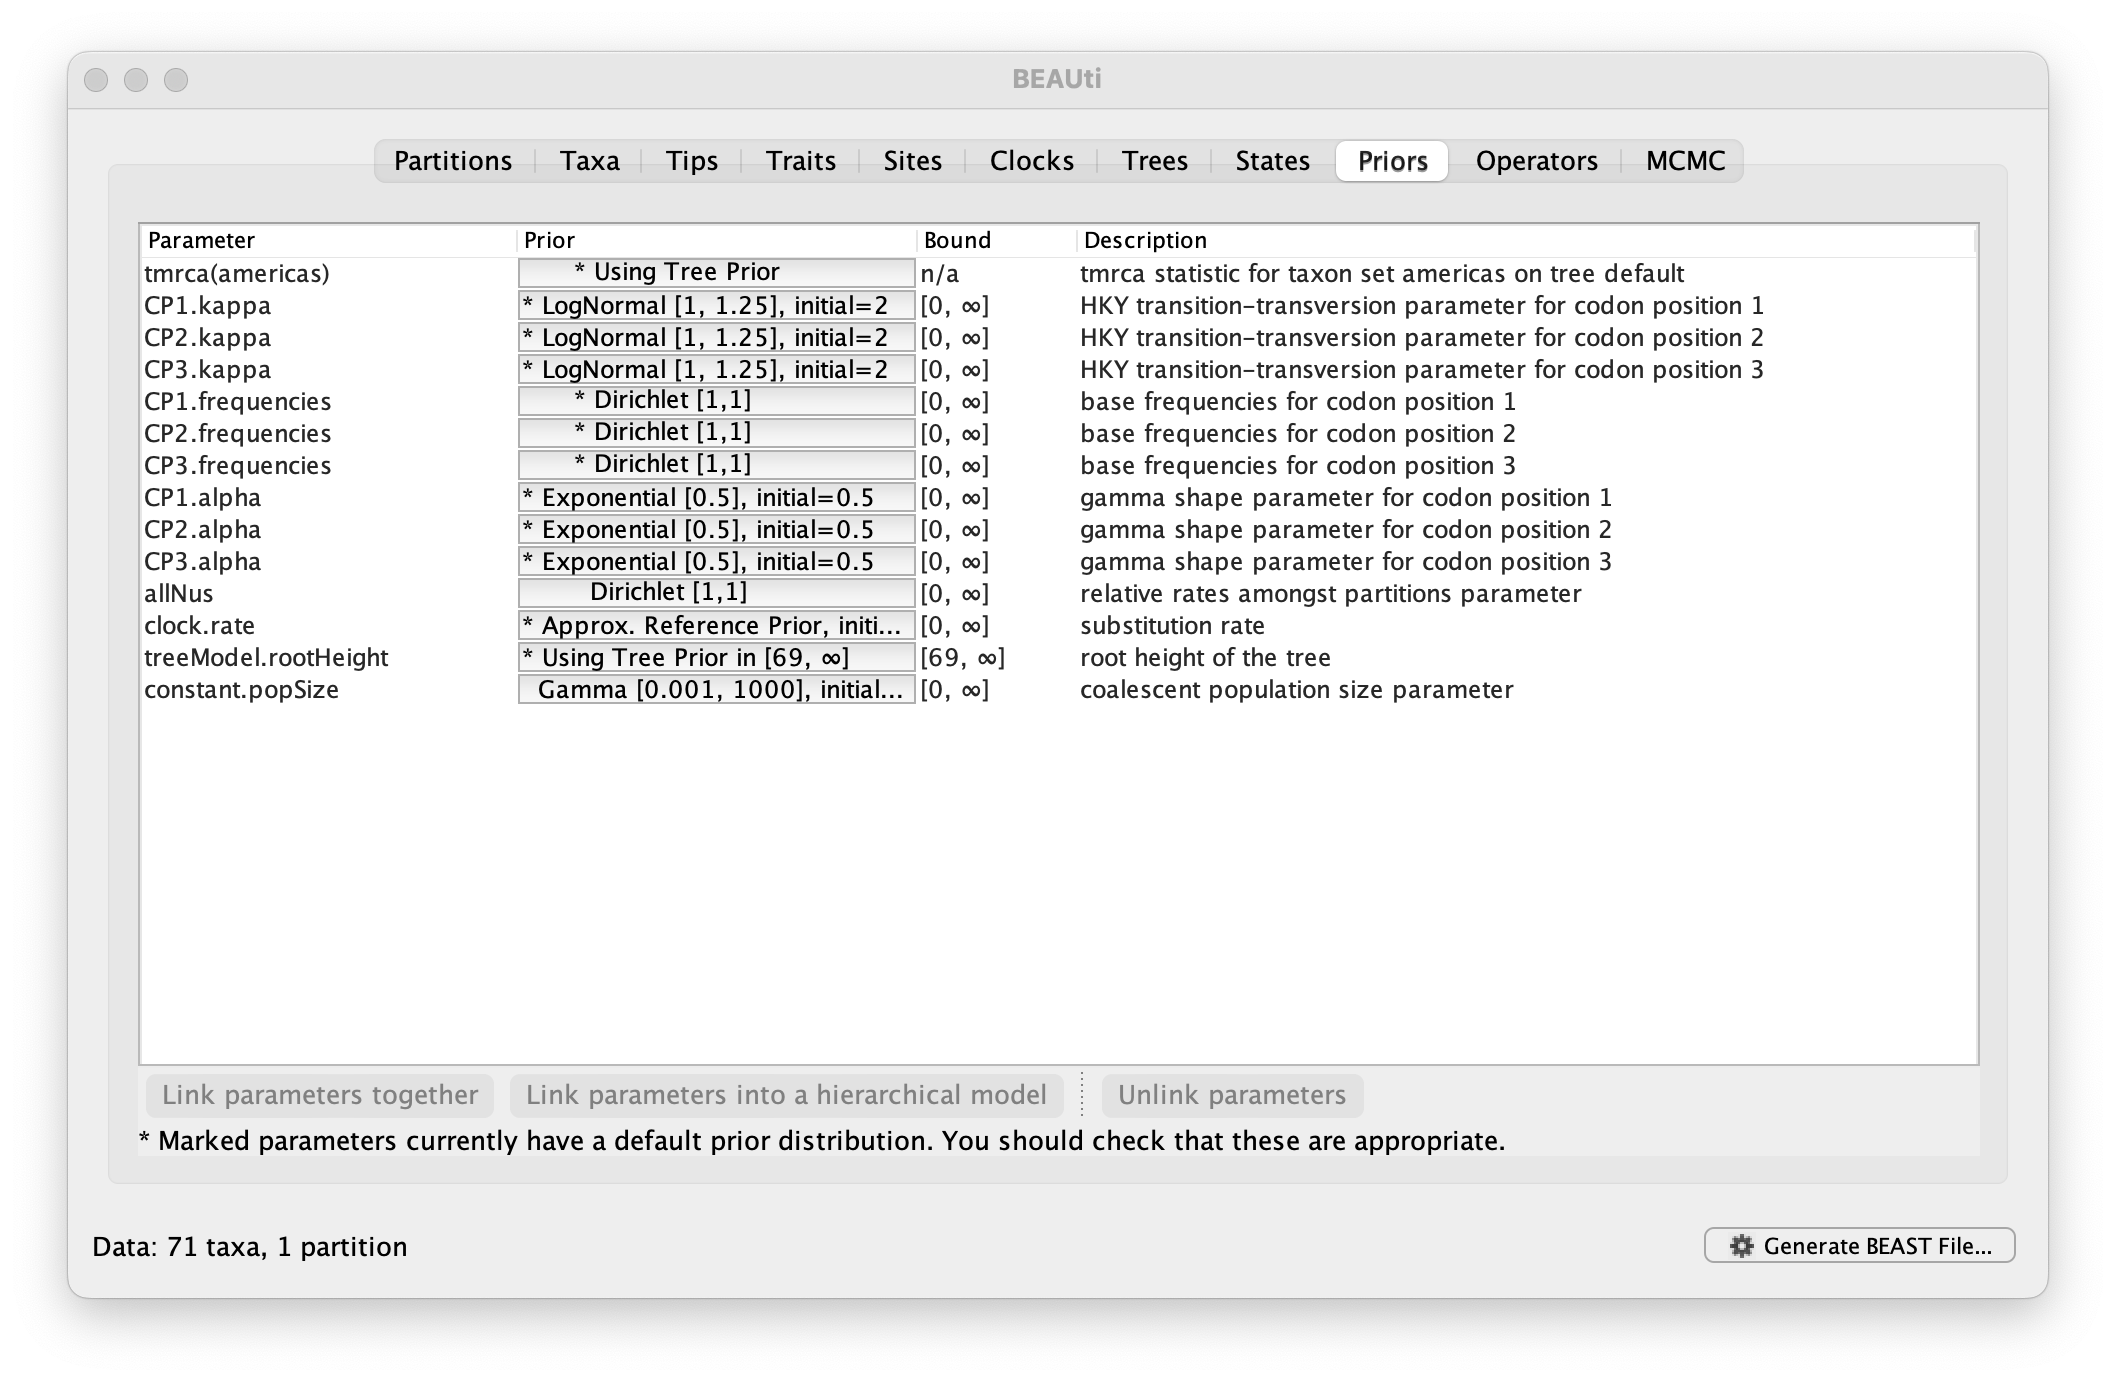 BEAUti
Partitions Taxa Tips Traits Sites Clocks Trees States Priors Operators MCMC
Parameter Prior Bound Description
tmrca(americas) * Using Tree Prior n/a tmrca statistic for taxon set americas on tree default
CP1.kappa * LogNormal [1, 1.25], initial=2 [0, ∞] HKY transition-transversion parameter for codon position 1
CP2.kappa * LogNormal [1, 1.25], initial=2 [0, ∞] HKY transition-transversion parameter for codon position 2
CP3.kappa * LogNormal [1, 1.25], initial=2 [0, ∞] HKY transition-transversion parameter for codon position 3
CP1.frequencies * Dirichlet [1,1] [0, ∞] base frequencies for codon position 1
CP2.frequencies * Dirichlet [1,1] [0, ∞] base frequencies for codon position 2
CP3.frequencies * Dirichlet [1,1] [0, ∞] base frequencies for codon position 3
CP1.alpha * Exponential [0.5], initial=0.5 [0, ∞] gamma shape parameter for codon position 1
CP2.alpha * Exponential [0.5], initial=0.5 [0, ∞] gamma shape parameter for codon position 2
CP3.alpha * Exponential [0.5], initial=0.5 [0, ∞] gamma shape parameter for codon position 3
allNus Dirichlet [1,1] [0, ∞] relative rates amongst partitions parameter
clock.rate * Approx. Reference Prior, initi... [0, ∞] substitution rate
treeModel.rootHeight * Using Tree Prior in [69, ∞] [69, ∞] root height of the tree
constant.popSize Gamma [0.001, 1000], initial... [0, ∞] coalescent population size parameter
Link parameters together Link parameters into a hierarchical model Unlink parameters
* Marked parameters currently have a default prior distribution. You should check that these are appropriate.
Data: 71 taxa, 1 partition Generate BEAST File...